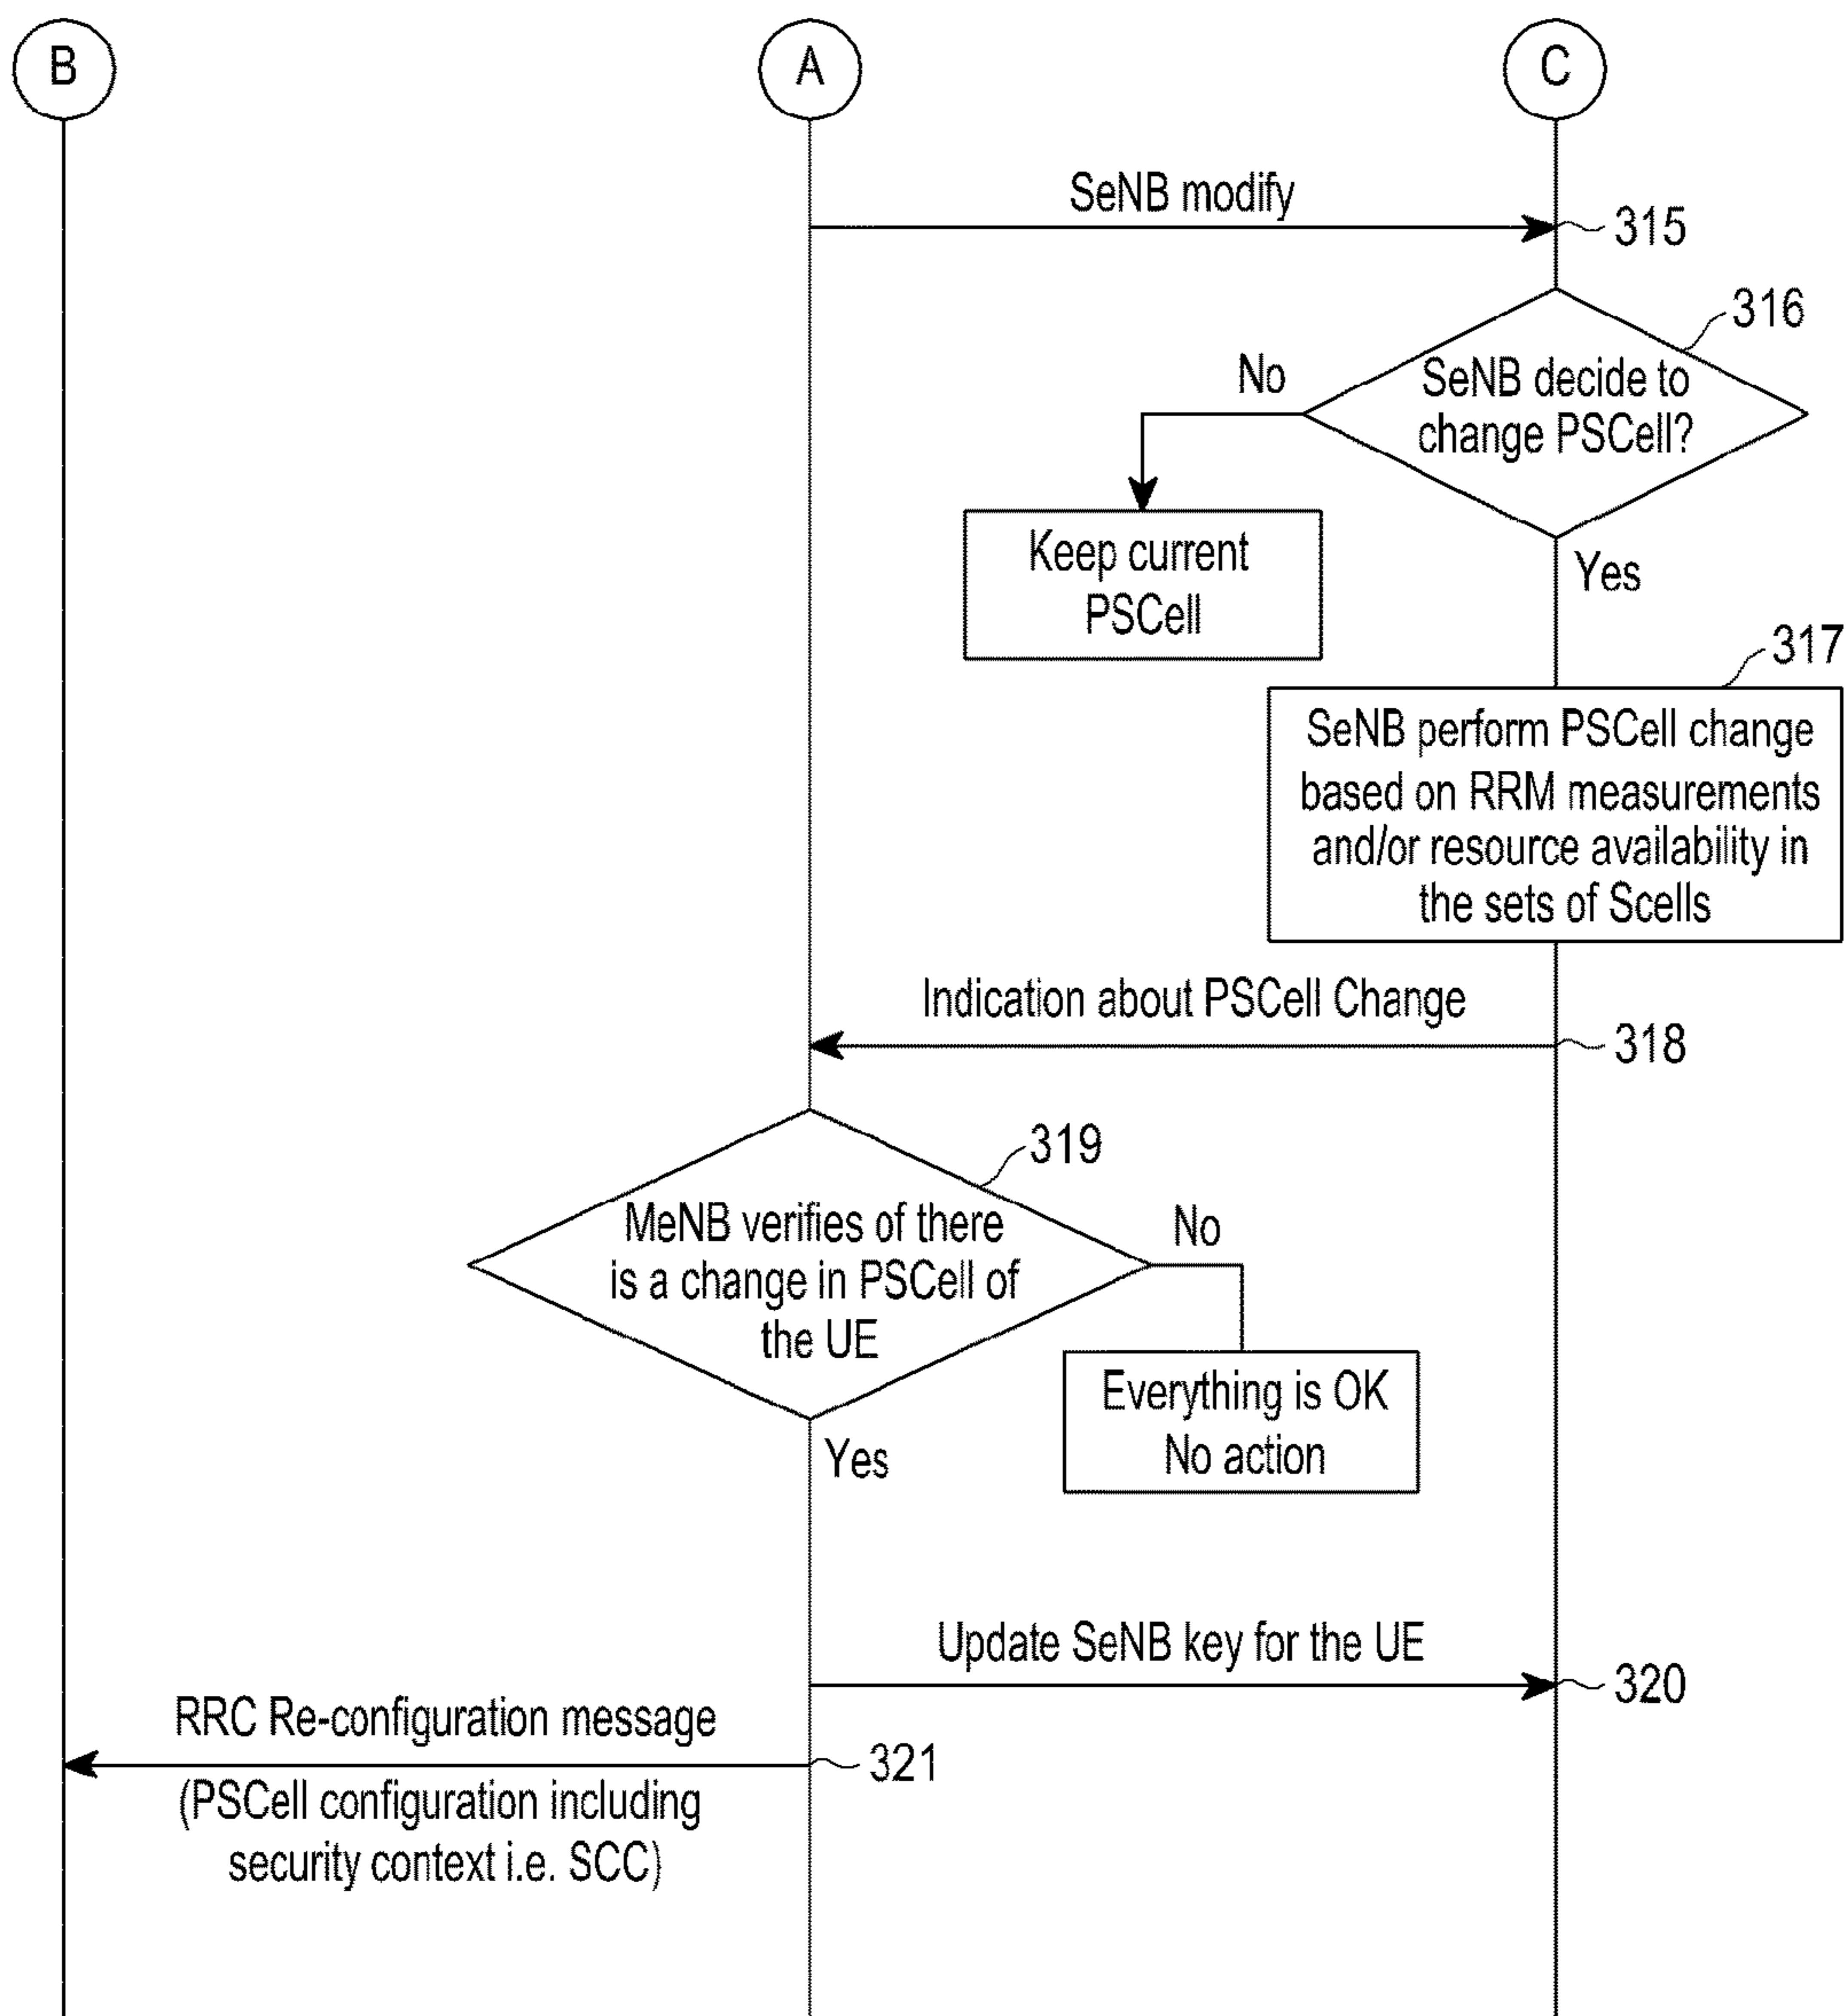 B
A
C
SeNB modify
315
316
SeNB decide to
change PSCell?
No
Keep current
PSCell
Yes
317
SeNB perform PSCell change
based on RRM measurements
and/or resource availability in
the sets of Scells
Indication about PSCell Change
318
319
MeNB verifies of there
is a change in PSCell of
the UE
No
Everything is OK
No action
Yes
Update SeNB key for the UE
320
RRC Re-configuration message
321
(PSCell configuration including
security context i.e. SCC)